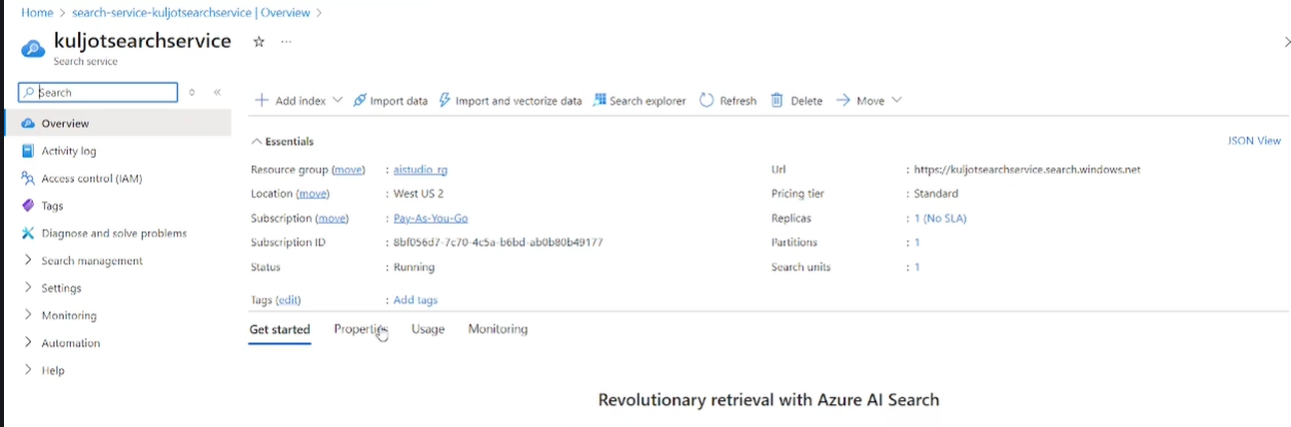 Home > search-service-kuljotsearchservice | Overview >
kuljotsearchservice
Search service
Search
Add index
Import data
Import and vectorize data
Search explorer
Refresh
Delete
Move
Overview
Activity log
Access control (IAM)
Tags
Diagnose and solve problems
Search management
Settings
Monitoring
Automation
Help
Essentials
JSON View
Resource group (move) : aistudio_rg
Location (move) : West US 2
Subscription (move) : Pay-As-You-Go
Subscription ID : 8bf056d7-7c70-4c5a-b6bd-ab0b80b49177
Status : Running
Tags (edit) : Add tags
Url : https://kuljotsearchservice.search.windows.net
Pricing tier : Standard
Replicas : 1 (No SLA)
Partitions : 1
Search units : 1
Get started
Properties
Usage
Monitoring
Revolutionary retrieval with Azure AI Search